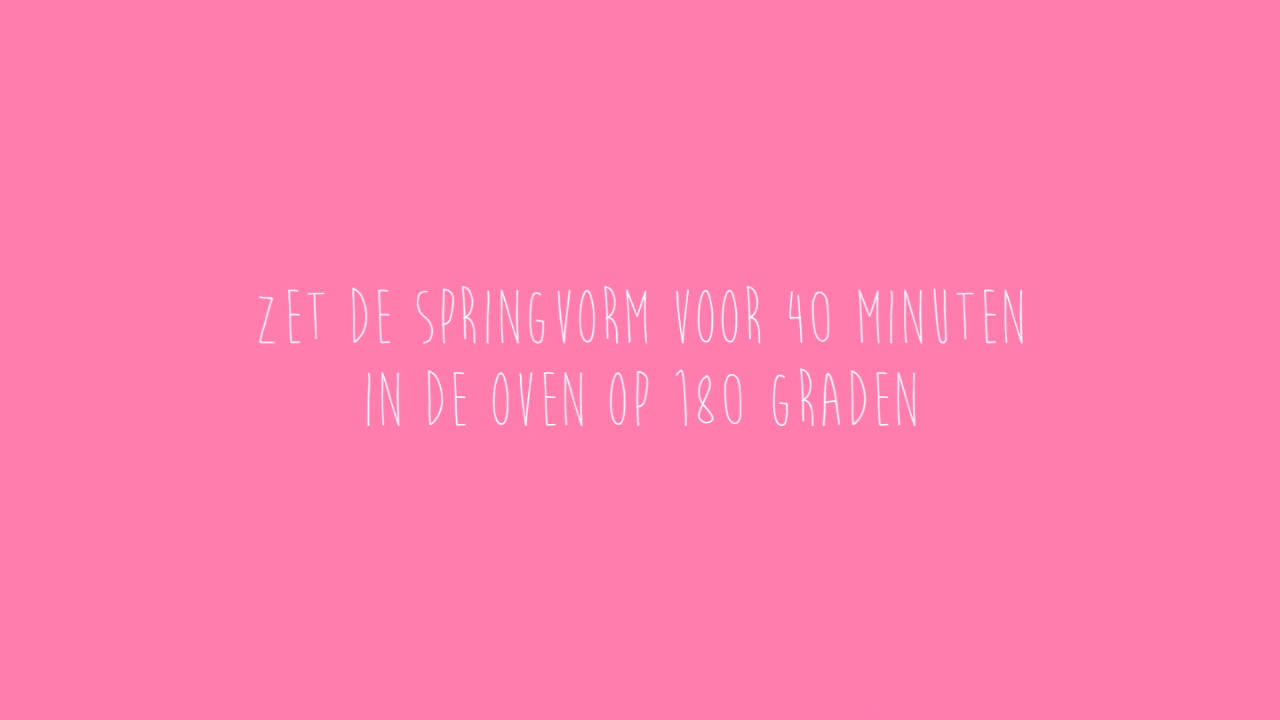 ZET DE SPRINGVORM VOOR 40 MINUTEN
IN DE OVEN OP 180 GRADEN